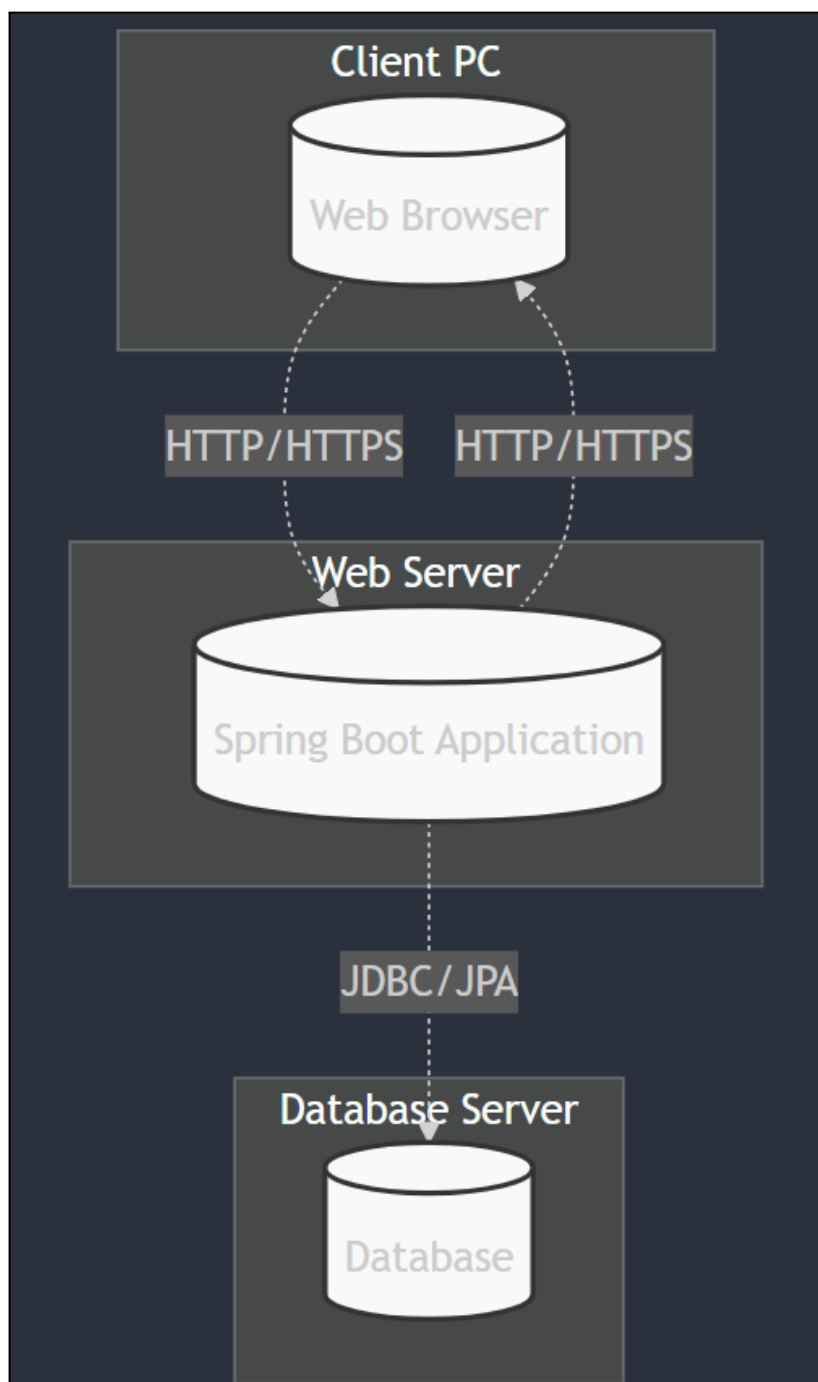 Client PC
Web Browser
HTTP/HTTPS
HTTP/HTTPS
Web Server
Spring Boot Application
JDBC/JPA
Database Server
Database